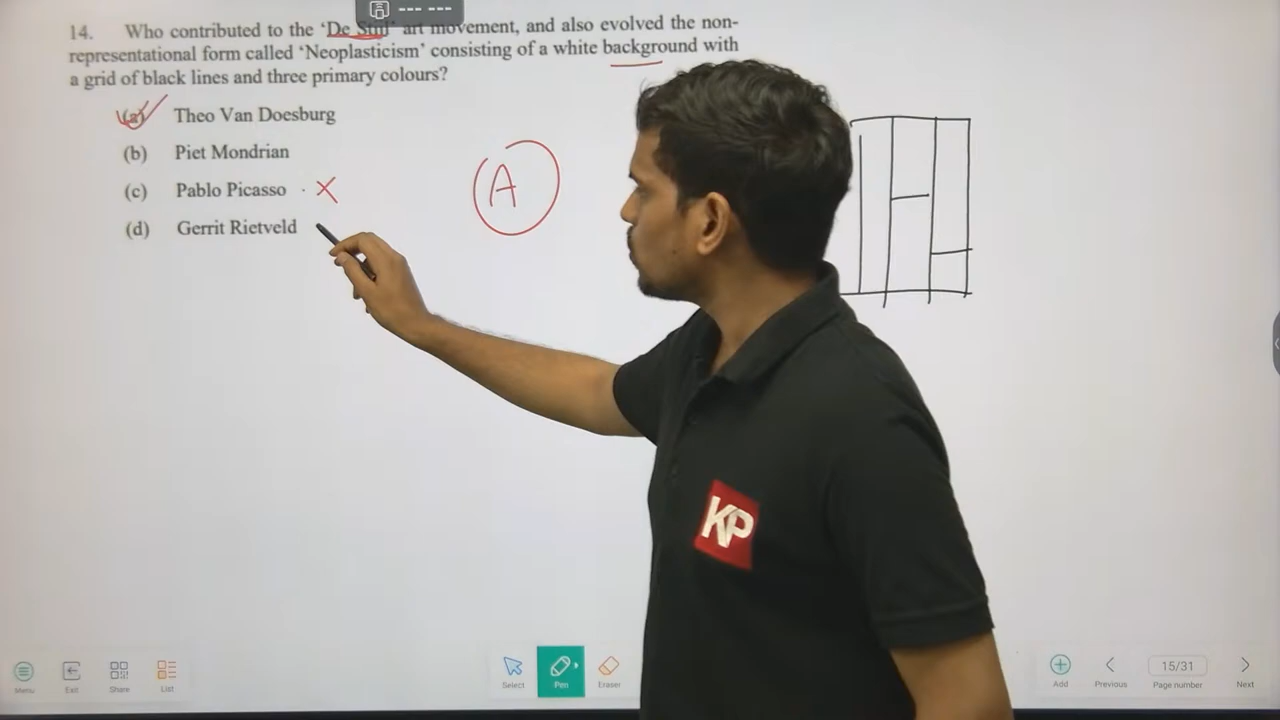 14. Who contributed to the ‘De Stijl’ art movement, and also evolved the non-
representational form called ‘Neoplasticism’ consisting of a white background with
a grid of black lines and three primary colours?
(a) Theo Van Doesburg
(b) Piet Mondrian
(c) Pablo Picasso
(d) Gerrit Rietveld
A
KP
Menu
Exit
Share
List
Select
Pen
Eraser
Add
Previous
15/31
Page number
Next